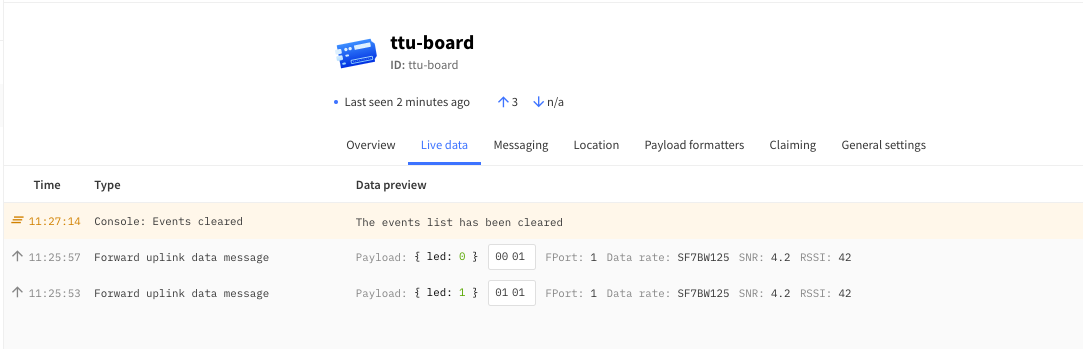 ttu-board
ID: ttu-board
Last seen 2 minutes ago 3 n/a
Overview Live data Messaging Location Payload formatters Claiming General settings
Time Type Data preview
11:27:14 Console: Events cleared The events list has been cleared
11:25:57 Forward uplink data message Payload: { led: 0 } 00 01 FPort: 1 Data rate: SF7BW125 SNR: 4.2 RSSI: 42
11:25:53 Forward uplink data message Payload: { led: 1 } 01 01 FPort: 1 Data rate: SF7BW125 SNR: 4.2 RSSI: 42